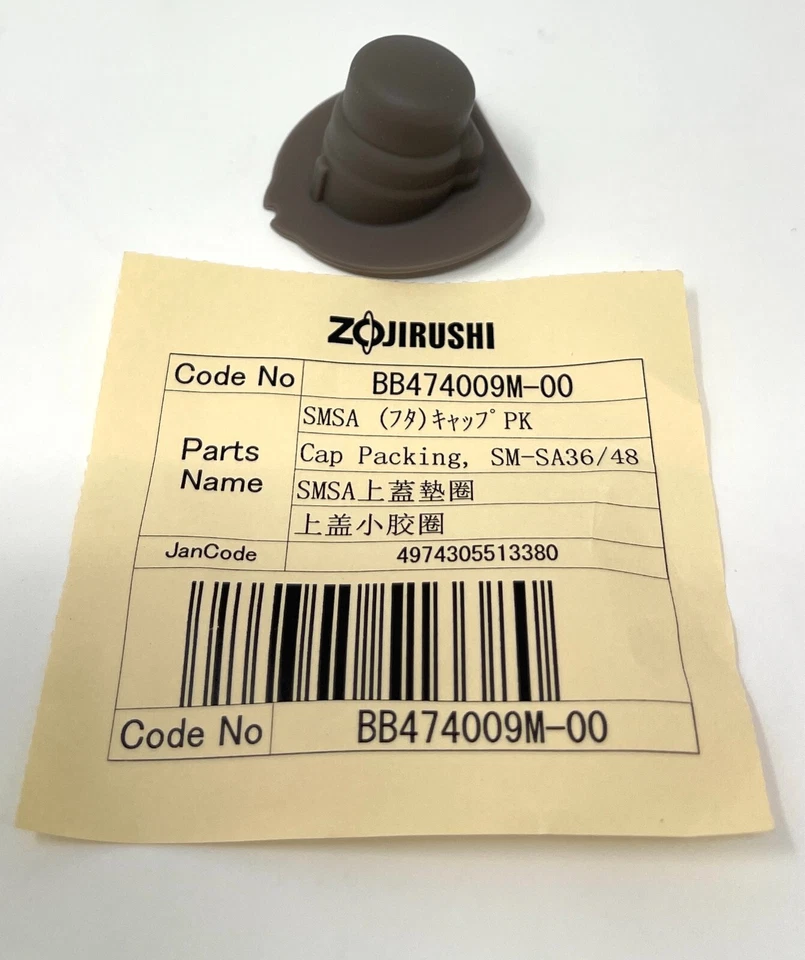 ZOJIRUSHI
Code No BB474009M-00
Parts Name
SMSA (ﾌﾀ)ｷｬｯﾌﾟPK
Cap Packing, SM-SA36/48
SMSA上蓋墊圈
上盖小胶圈
JanCode 4974305513380
Code No BB474009M-00